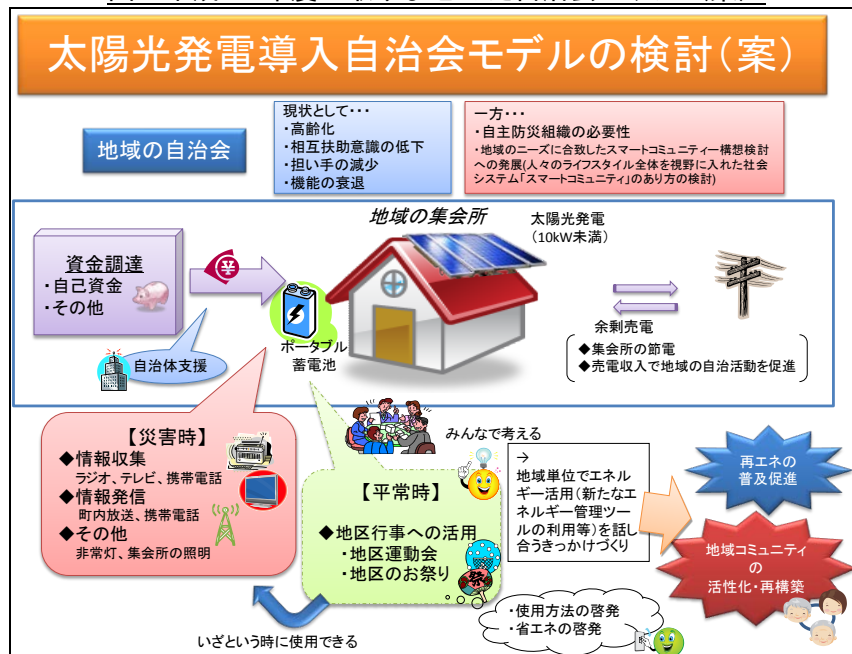 太陽光発電導入自治会モデルの検討(案)
地域の自治会
現状として・・・
・高齢化
・相互扶助意識の低下
・担い手の減少
・機能の衰退
一方・・・
・自主防災組織の必要性
・地域のニーズに合致したスマートコミュニティー構想検討
への発展(人々のライフスタイル全体を視野に入れた社会
システム「スマートコミュニティ」のあり方の検討)
地域の集会所
太陽光発電
(10kW未満)
資金調達
・自己資金
・その他
¥
自治体支援
ポータブル
蓄電池
余剰売電
◆集会所の節電
◆売電収入で地域の自治活動を促進
【災害時】
◆情報収集
ラジオ、テレビ、携帯電話
◆情報発信
町内放送、携帯電話
◆その他
非常灯、集会所の照明
みんなで考える
【平常時】
◆地区行事への活用
・地区運動会
・地区のお祭り
祭
→
地域単位でエネル
ギー活用(新たなエ
ネルギー管理ツー
ルの利用等)を話し
合うきっかけづくり
再エネの
普及促進
地域コミュニティ
の
活性化・再構築
・使用方法の啓発
・省エネの啓発
いざという時に使用できる